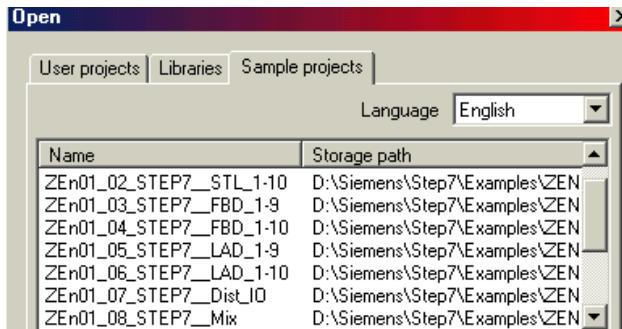 Open
User projects Libraries Sample projects
Language English
Name Storage path
ZEn01_02_STEP7__STL_1-10 D:\Siemens\Step7\Examples\ZEN
ZEn01_03_STEP7__FBD_1-9 D:\Siemens\Step7\Examples\ZEN
ZEn01_04_STEP7__FBD_1-10 D:\Siemens\Step7\Examples\ZEN
ZEn01_05_STEP7__LAD_1-9 D:\Siemens\Step7\Examples\ZEN
ZEn01_06_STEP7__LAD_1-10 D:\Siemens\Step7\Examples\ZEN
ZEn01_07_STEP7__Dist_IO D:\Siemens\Step7\Examples\ZEN
ZEn01_08_STEP7__Mix D:\Siemens\Step7\Examples\ZEN